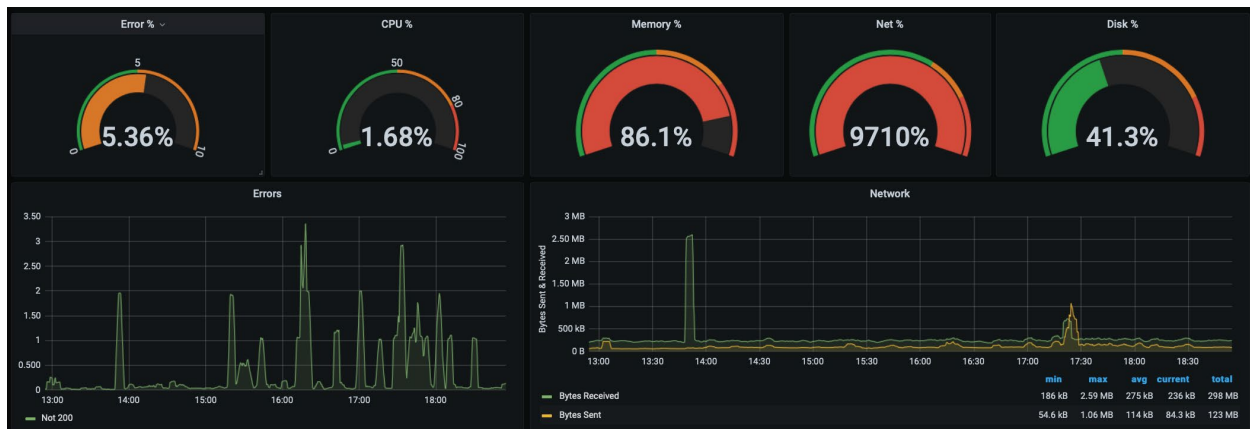 Error %
CPU %
Memory %
Net %
Disk %
0
5
10
5.36%
0
50
80
100
1.68%
86.1%
9710%
41.3%
Errors
3.50
3
2.50
2
1.50
1
0.500
0
13:00 14:00 15:00 16:00 17:00 18:00
Not 200
Network
Bytes Sent & Received
3 MB
2.50 MB
2 MB
1.50 MB
1 MB
500 kB
0 B
13:00 13:30 14:00 14:30 15:00 15:30 16:00 16:30 17:00 17:30 18:00 18:30
min max avg current total
Bytes Received 186 kB 2.59 MB 275 kB 236 kB 298 MB
Bytes Sent 54.6 kB 1.06 MB 114 kB 84.3 kB 123 MB